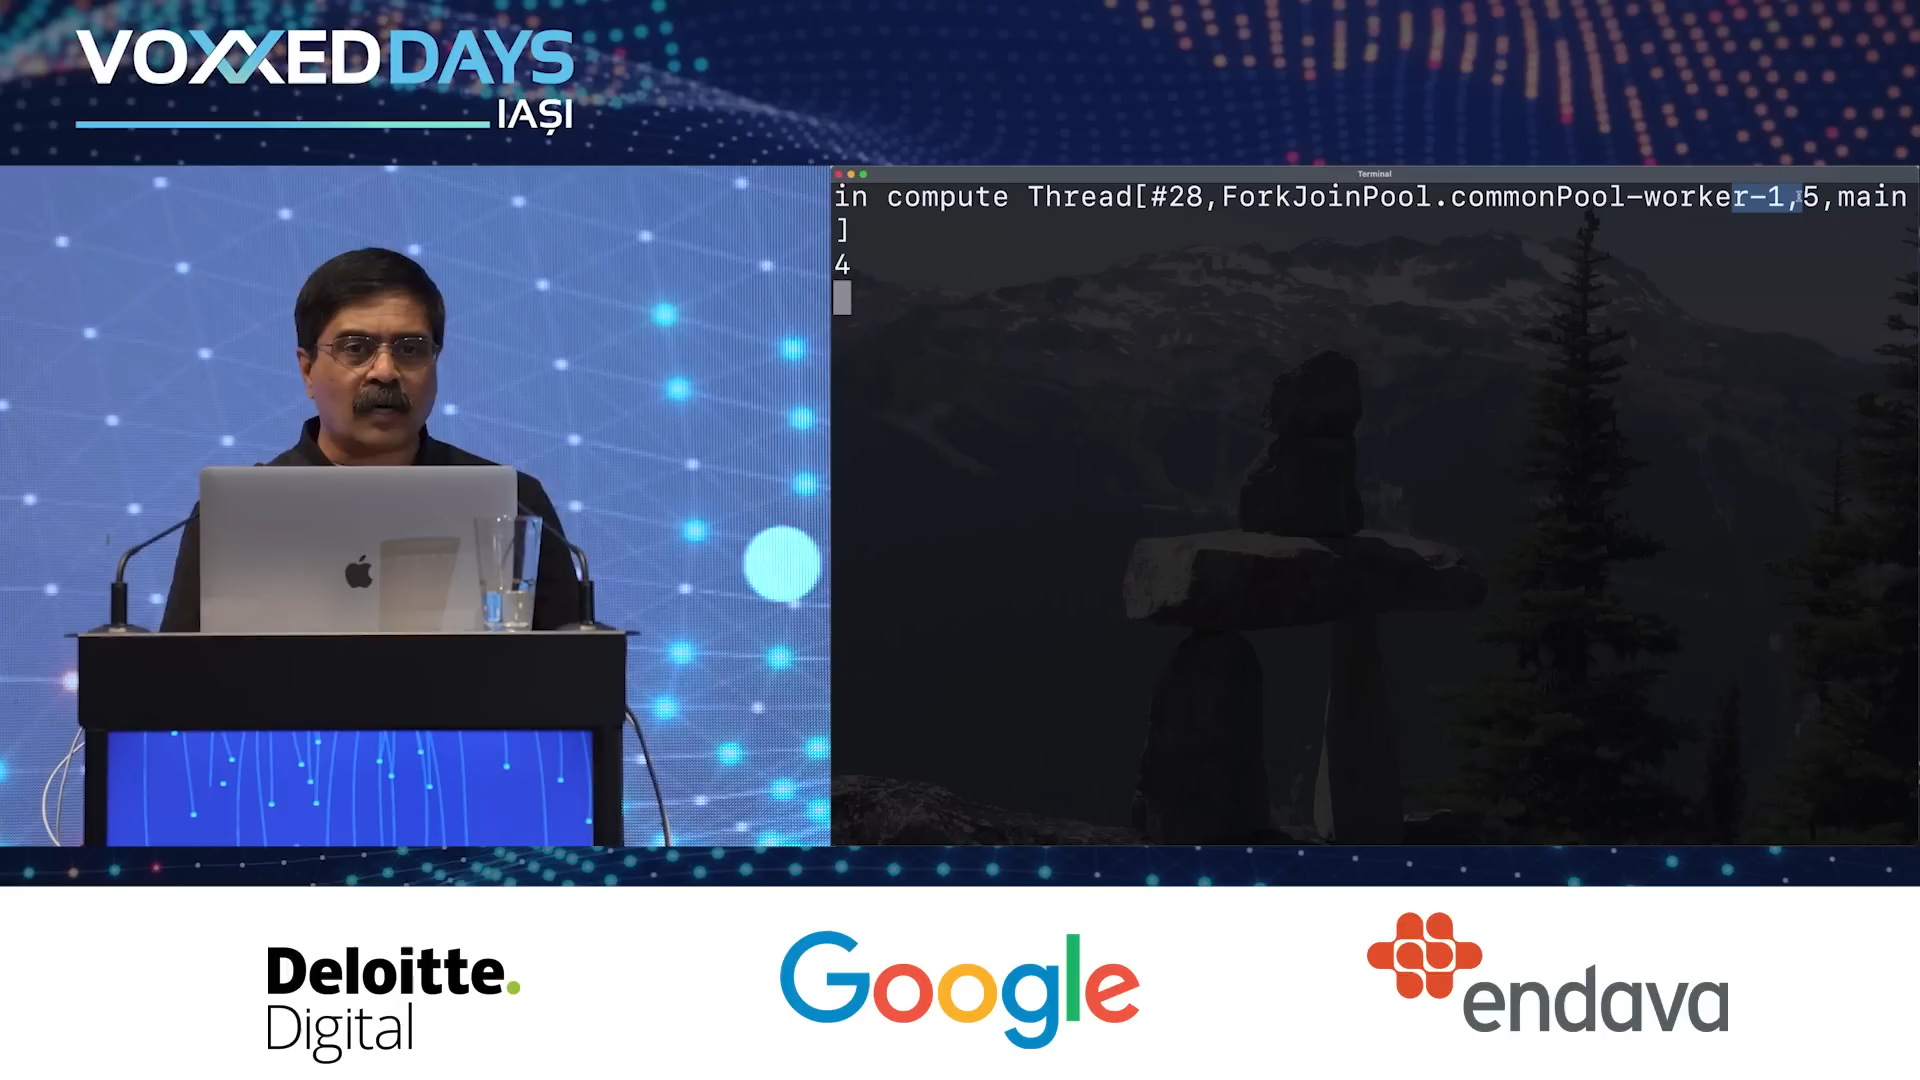 VOXXEDDAYS
IAȘI
Terminal
in compute Thread[#28,ForkJoinPool.commonPool-worker-1,5,main
]
4
Deloitte.
Digital
Google
endava